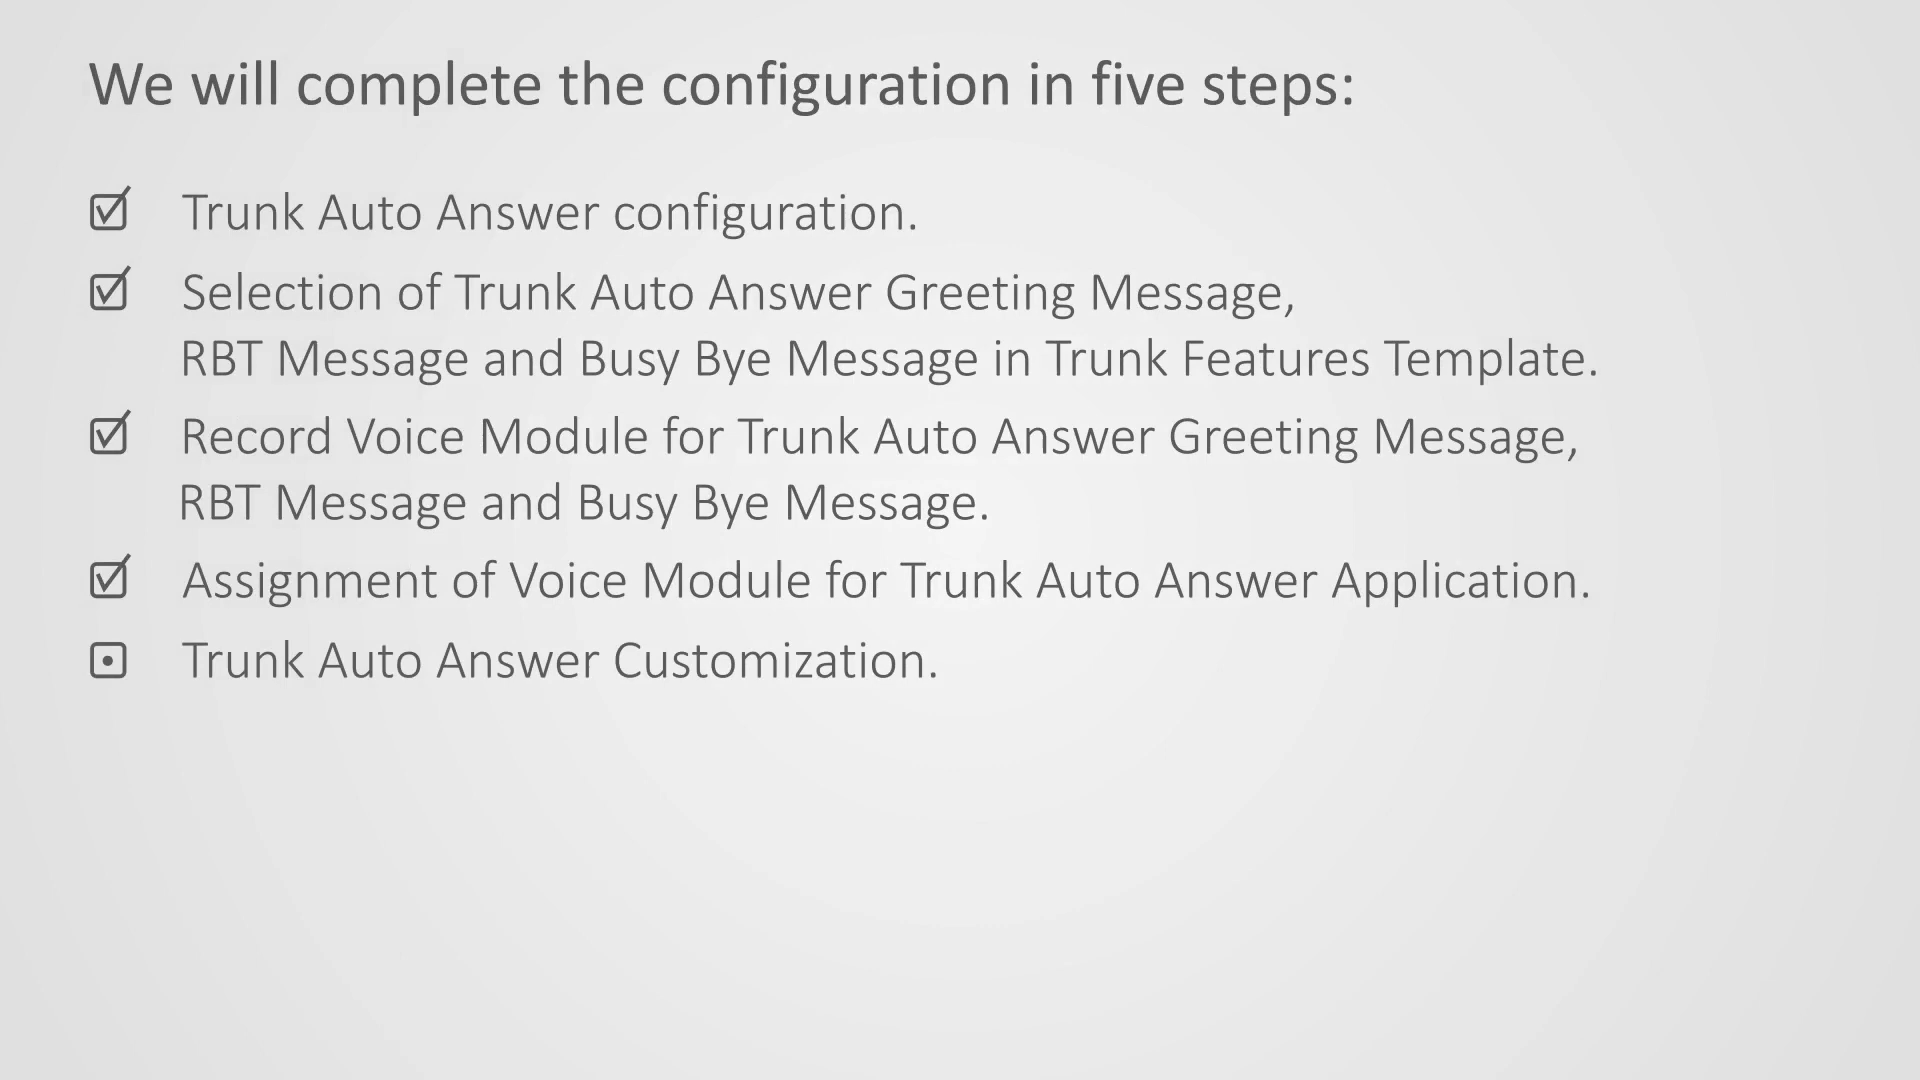 We will complete the configuration in five steps:
Trunk Auto Answer configuration.
Selection of Trunk Auto Answer Greeting Message,
RBT Message and Busy Bye Message in Trunk Features Template.
Record Voice Module for Trunk Auto Answer Greeting Message,
RBT Message and Busy Bye Message.
Assignment of Voice Module for Trunk Auto Answer Application.
Trunk Auto Answer Customization.